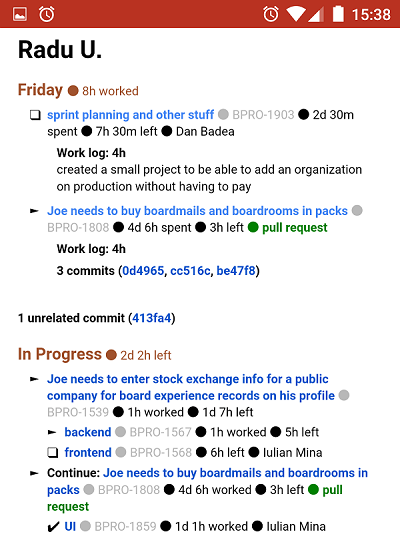 15:38
Radu U.
Friday ● 8h worked
❏ sprint planning and other stuff ● BPRO-1903 ● 2d 30m
spent ● 7h 30m left ● Dan Badea
Work log: 4h
created a small project to be able to add an organization
on production without having to pay
► Joe needs to buy boardmails and boardrooms in packs ●
BPRO-1808 ● 4d 6h spent ● 3h left ● pull request
Work log: 4h
3 commits (0d4965, cc516c, be47f8)
1 unrelated commit (413fa4)
In Progress ● 2d 2h left
► Joe needs to enter stock exchange info for a public
company for board experience records on his profile ●
BPRO-1539 ● 1h worked ● 1d 7h left
► backend ● BPRO-1567 ● 1h worked ● 5h left
❏ frontend ● BPRO-1568 ● 6h left ● Iulian Mina
► Continue: Joe needs to buy boardmails and boardrooms in
packs ● BPRO-1808 ● 4d 6h worked ● 3h left ● pull
request
✔ UI ● BPRO-1859 ● 1d 1h worked ● Iulian Mina